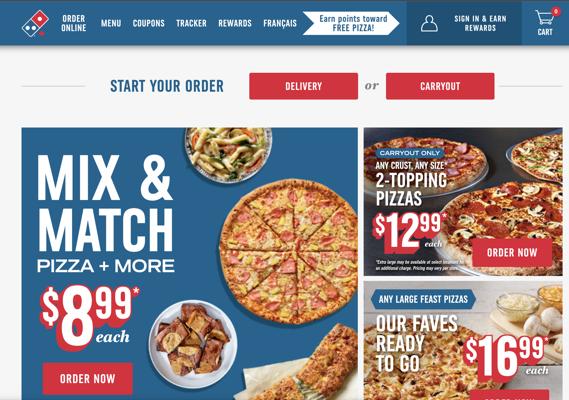 ORDER
ONLINE
MENU
COUPONS
TRACKER
REWARDS
FRANÇAIS
Earn points toward
FREE PIZZA!
SIGN IN & EARN
REWARDS
0
CART
START YOUR ORDER
DELIVERY
or
CARRYOUT
MIX &
MATCH
PIZZA + MORE
$8.99*
each
ORDER NOW
CARRYOUT ONLY
ANY CRUST, ANY SIZE*
2-TOPPING
PIZZAS
$12.99*
each
*Extra large may be available at select locations for
an additional charge. Pricing may vary per store.
ORDER NOW
ANY LARGE FEAST PIZZAS
OUR FAVES
READY
TO GO
$16.99*
each